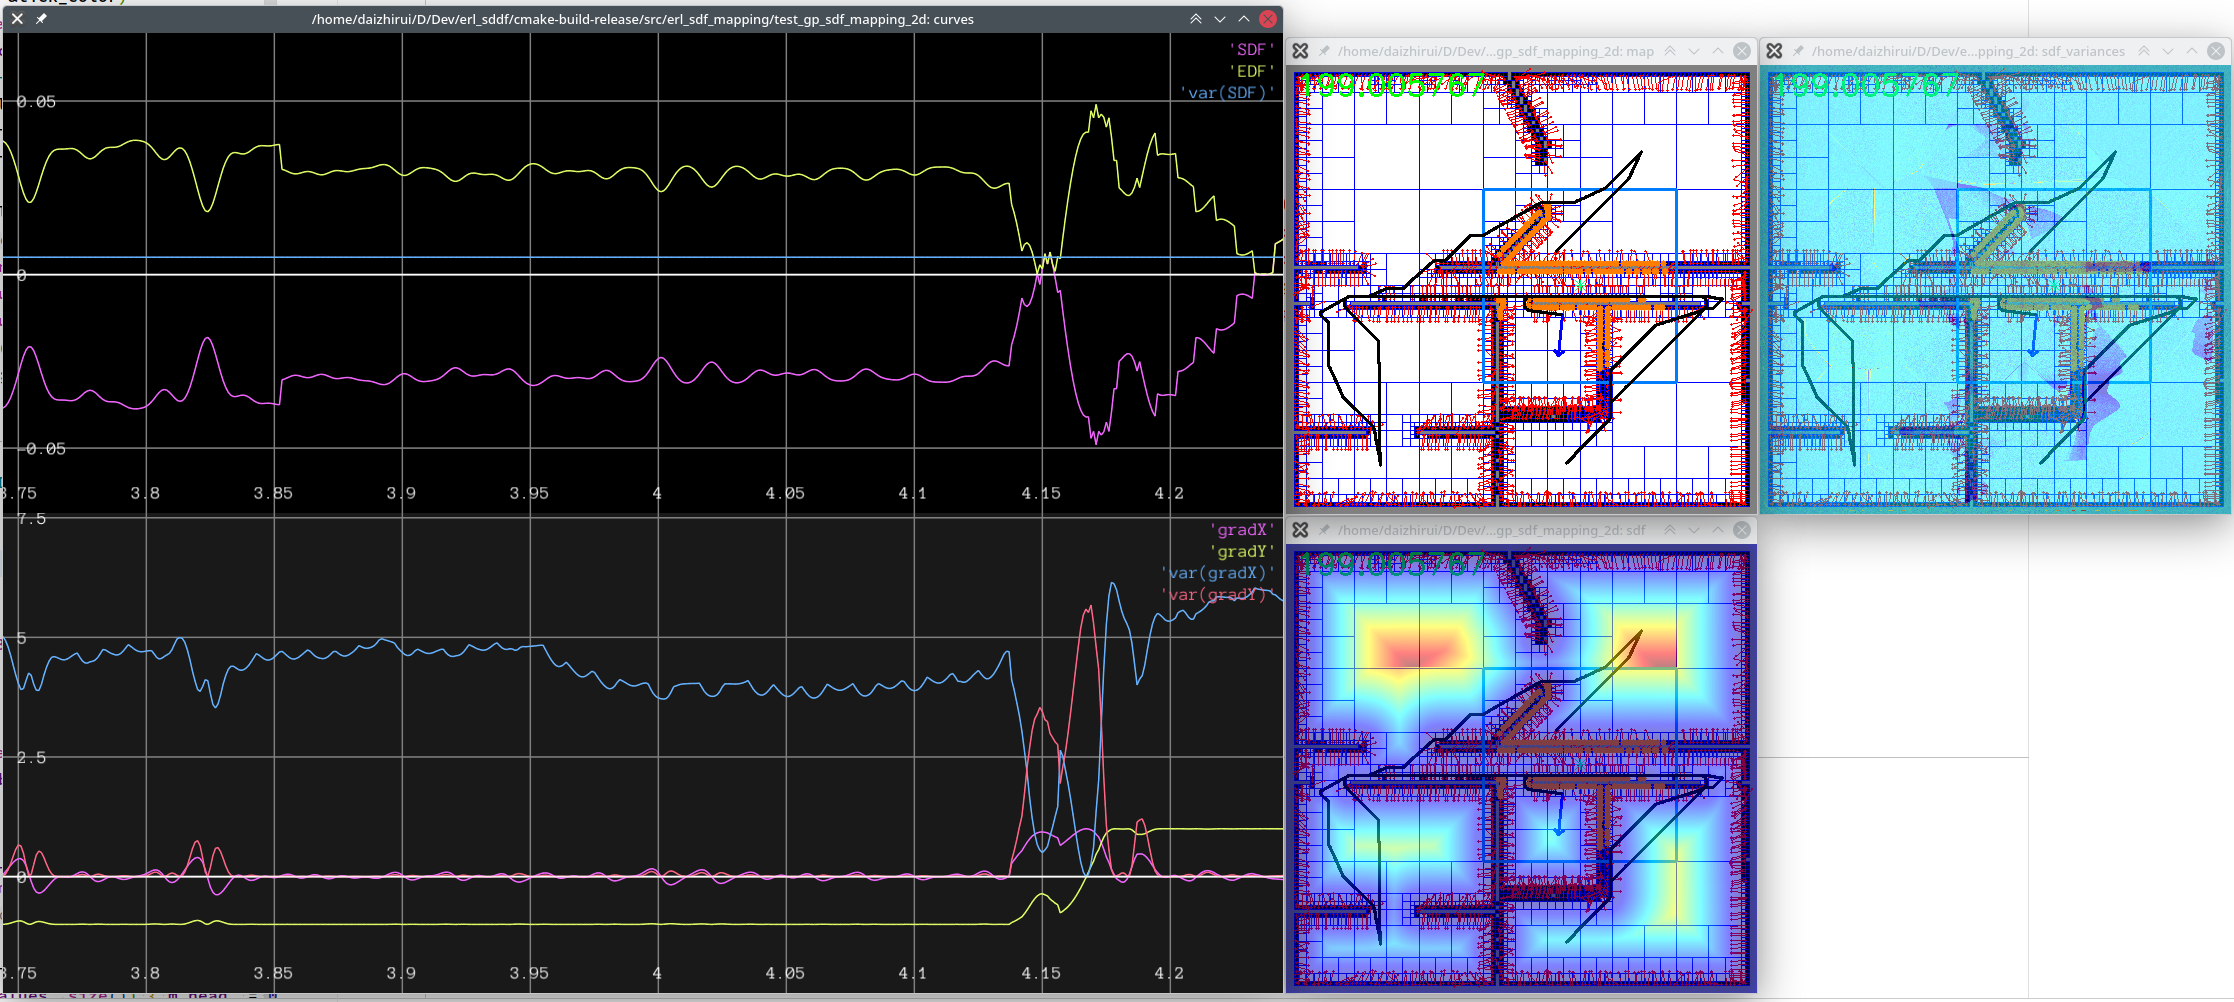 /home/daizhirui/D/Dev/erl_sddf/cmake-build-release/src/erl_sdf_mapping/test_gp_sdf_mapping_2d: curves
'SDF'
'EDF'
'var(SDF)'
0.05
0
-0.05
3.75 3.8 3.85 3.9 3.95 4 4.05 4.1 4.15 4.2
7.5
'gradX'
'gradY'
'var(gradX)'
'var(gradY)'
5
2.5
0
3.75 3.8 3.85 3.9 3.95 4 4.05 4.1 4.15 4.2
/home/daizhirui/D/Dev/...gp_sdf_mapping_2d: map
199.005767
/home/daizhirui/D/Dev/e...pping_2d: sdf_variances
199.005767
/home/daizhirui/D/Dev/...gp_sdf_mapping_2d: sdf
199.005767